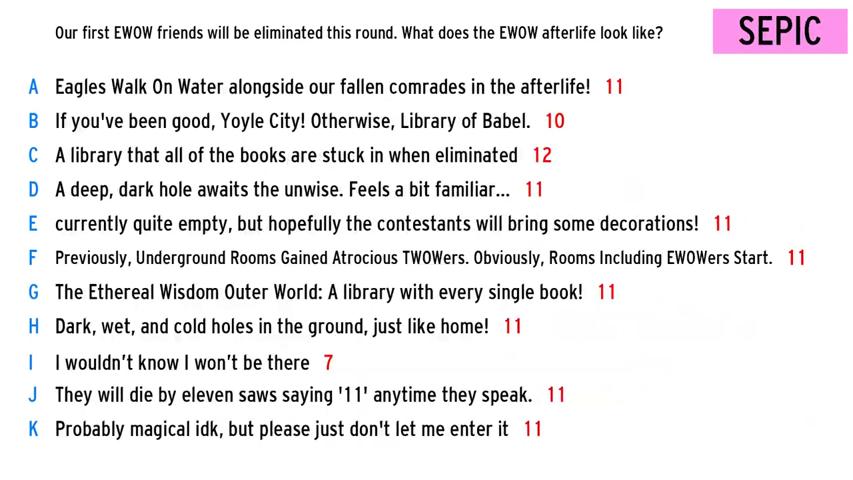 Our first EWOW friends will be eliminated this round. What does the EWOW afterlife look like?
SEPIC
A Eagles Walk On Water alongside our fallen comrades in the afterlife! 11
B If you've been good, Yoyle City! Otherwise, Library of Babel. 10
C A library that all of the books are stuck in when eliminated 12
D A deep, dark hole awaits the unwise. Feels a bit familiar... 11
E currently quite empty, but hopefully the contestants will bring some decorations! 11
F Previously, Underground Rooms Gained Atrocious TWOWers. Obviously, Rooms Including EWOWers Start. 11
G The Ethereal Wisdom Outer World: A library with every single book! 11
H Dark, wet, and cold holes in the ground, just like home! 11
I I wouldn’t know I won’t be there 7
J They will die by eleven saws saying '11' anytime they speak. 11
K Probably magical idk, but please just don't let me enter it 11